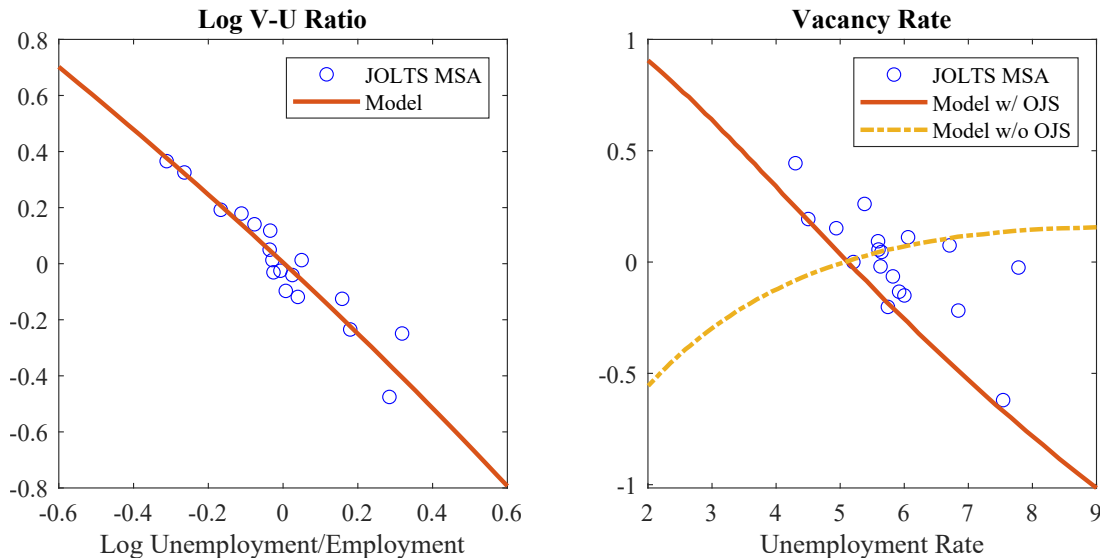 Log V-U Ratio
0.8
0.6
0.4
0.2
0
-0.2
-0.4
-0.6
-0.8
-0.6 -0.4 -0.2 0 0.2 0.4 0.6
Log Unemployment/Employment
JOLTS MSA
Model
Vacancy Rate
1
0.5
0
-0.5
-1
2 3 4 5 6 7 8 9
Unemployment Rate
JOLTS MSA
Model w/ OJS
Model w/o OJS